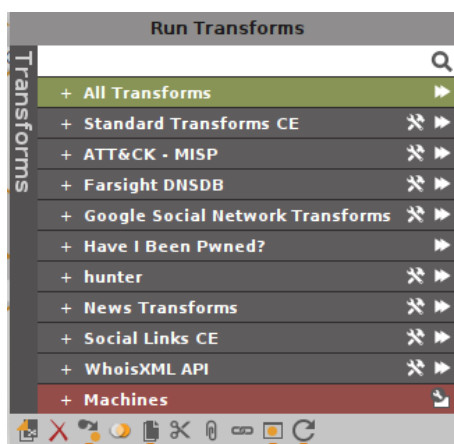 Run Transforms
Transforms
+ All Transforms
+ Standard Transforms CE
+ ATT&CK - MISP
+ Farsight DNSDB
+ Google Social Network Transforms
+ Have I Been Pwned?
+ hunter
+ News Transforms
+ Social Links CE
+ WhoisXML API
+ Machines